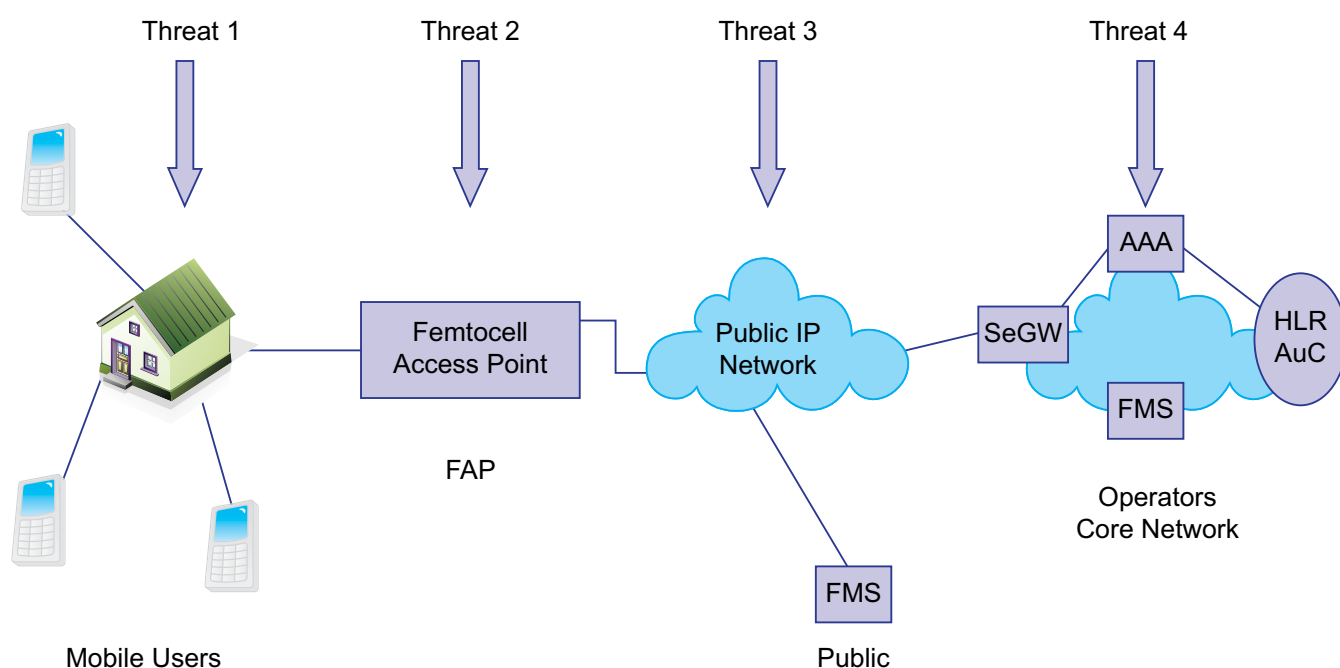 Threat 1
Threat 2
Threat 3
Threat 4
AAA
Femtocell
Access Point
Public IP
Network
SeGW
HLR
AuC
FMS
FAP
Operators
Core Network
FMS
Mobile Users
Public